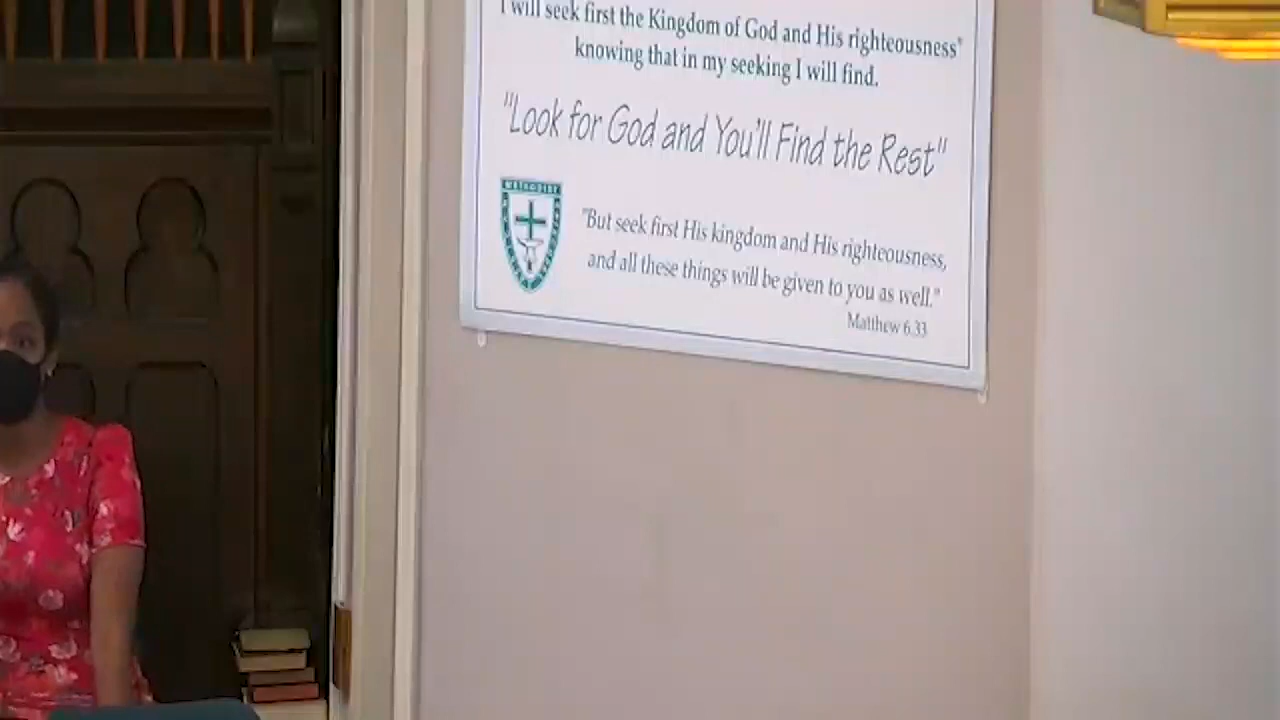 I will seek first the Kingdom of God and His righteousness"
knowing that in my seeking I will find.
"Look for God and You'll Find the Rest"
METHODIST
"But seek first His kingdom and His righteousness,
and all these things will be given to you as well."
Matthew 6.33